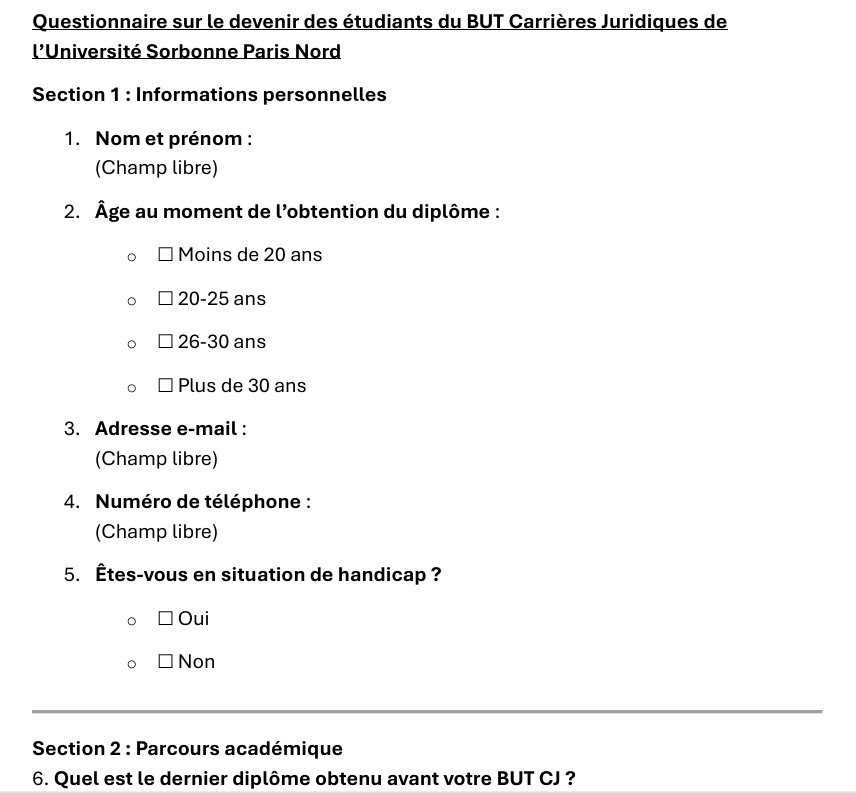 Questionnaire sur le devenir des étudiants du BUT Carrières Juridiques de
l’Université Sorbonne Paris Nord
Section 1 : Informations personnelles
1. Nom et prénom :
(Champ libre)
2. Âge au moment de l’obtention du diplôme :
o ☐ Moins de 20 ans
o ☐ 20-25 ans
o ☐ 26-30 ans
o ☐ Plus de 30 ans
3. Adresse e-mail :
(Champ libre)
4. Numéro de téléphone :
(Champ libre)
5. Êtes-vous en situation de handicap ?
o ☐ Oui
o ☐ Non
Section 2 : Parcours académique
6. Quel est le dernier diplôme obtenu avant votre BUT CJ ?